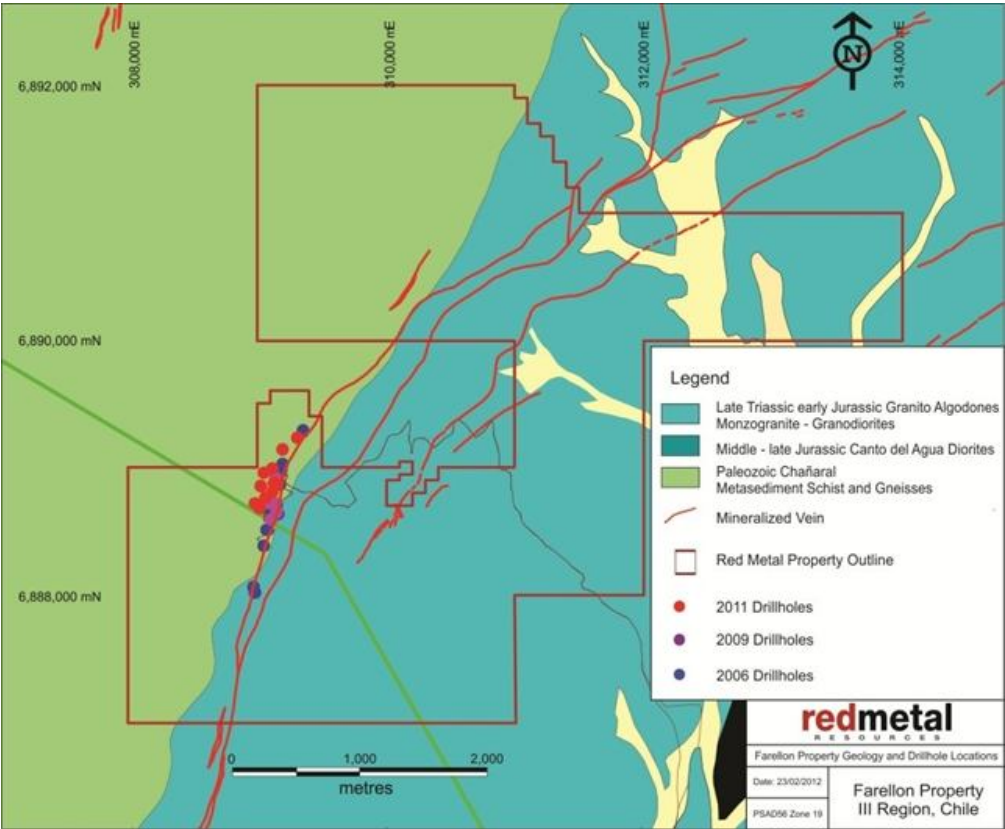 308,000 mE
310,000 mE
312,000 mE
314,000 mE
N
6,892,000 mN
6,890,000 mN
6,888,000 mN
Legend
Late Triassic early Jurassic Granito Algodones
Monzogranite - Granodiorites
Middle - late Jurassic Canto del Agua Diorites
Paleozoic Chañaral
Metasediment Schist and Gneisses
Mineralized Vein
Red Metal Property Outline
2011 Drillholes
2009 Drillholes
2006 Drillholes
0 1,000 2,000
metres
redmetal
RESOURCES
Farellon Property Geology and Drillhole Locations
Date: 23/02/2012
PSAD56 Zone 19
Farellon Property
III Region, Chile